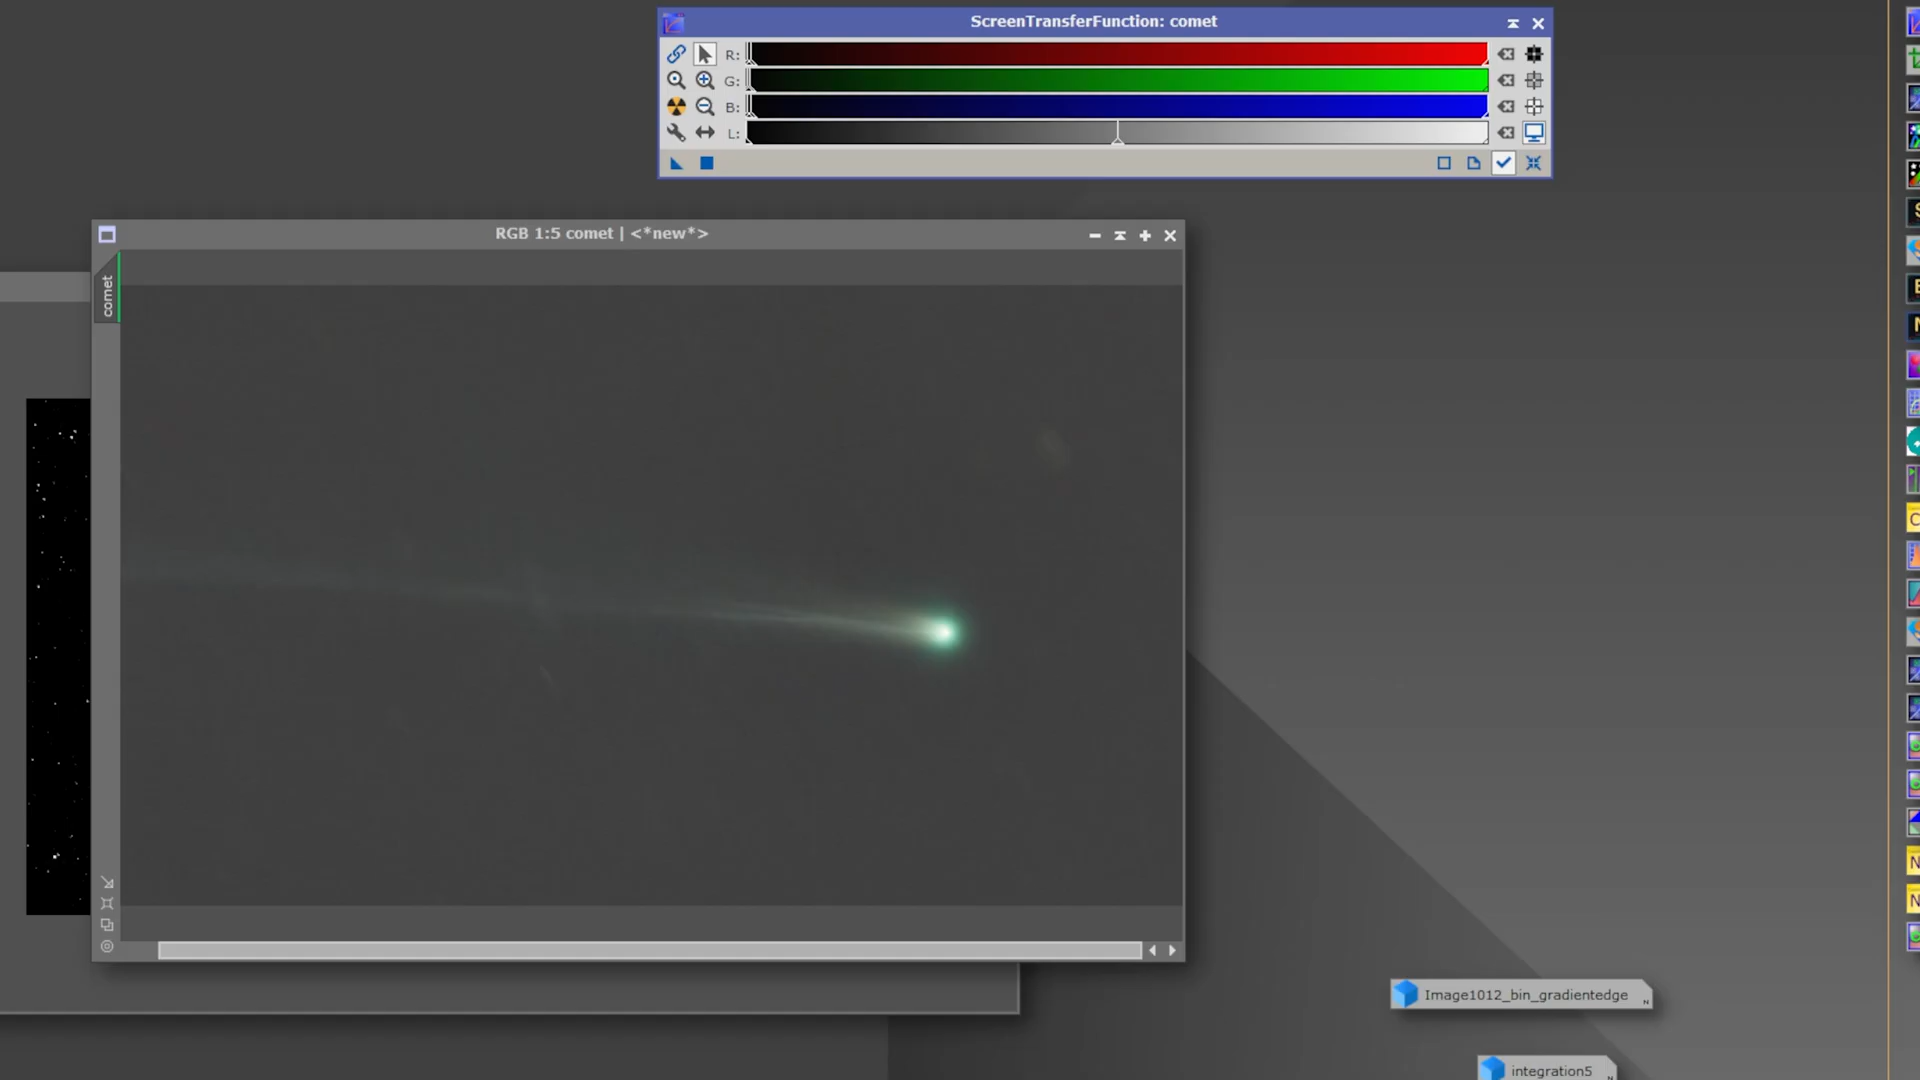 ScreenTransferFunction: comet
R:
G:
B:
L:
RGB 1:5 comet | <*new*>
comet
Image1012_bin_gradientedge
integration5